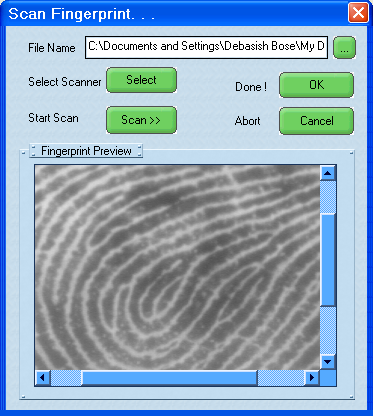 Scan Fingerprint. . .
File Name C:\Documents and Settings\Debasish Bose\My D ...
Select Scanner Select Done ! OK
Start Scan Scan >> Abort Cancel
Fingerprint Preview